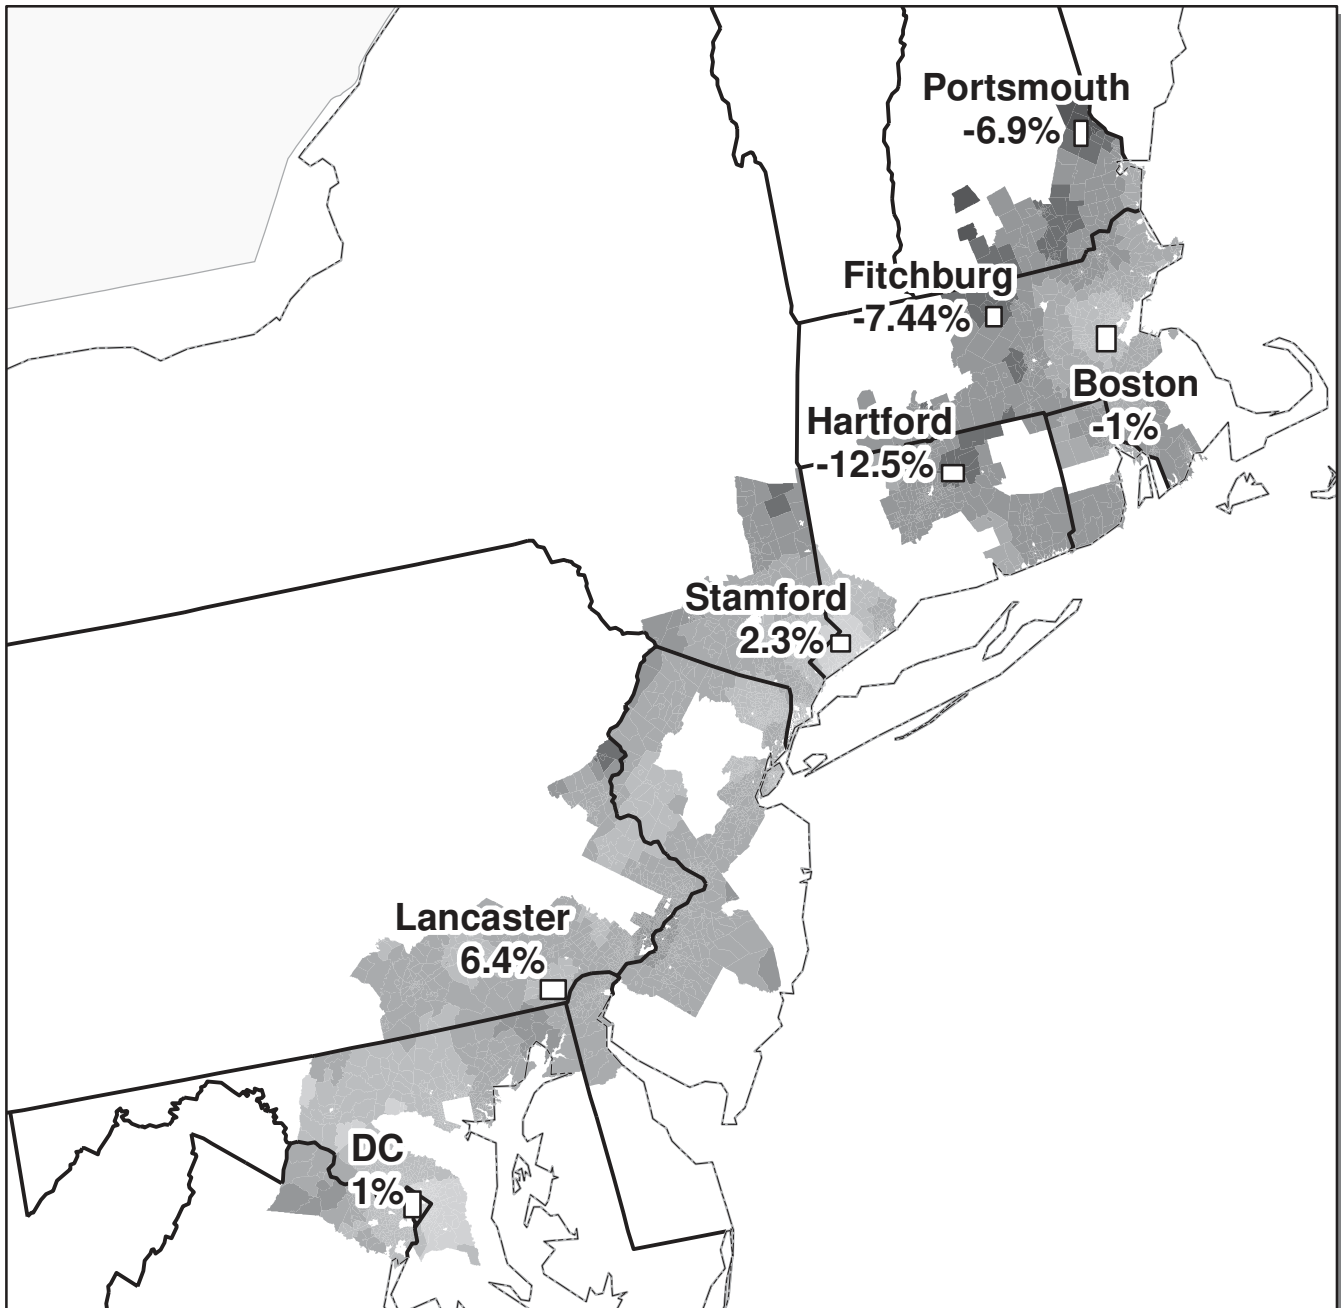 Portsmouth
-6.9%
Fitchburg
-7.44%
Boston
-1%
Hartford
-12.5%
Stamford
2.3%
Lancaster
6.4%
DC
1%